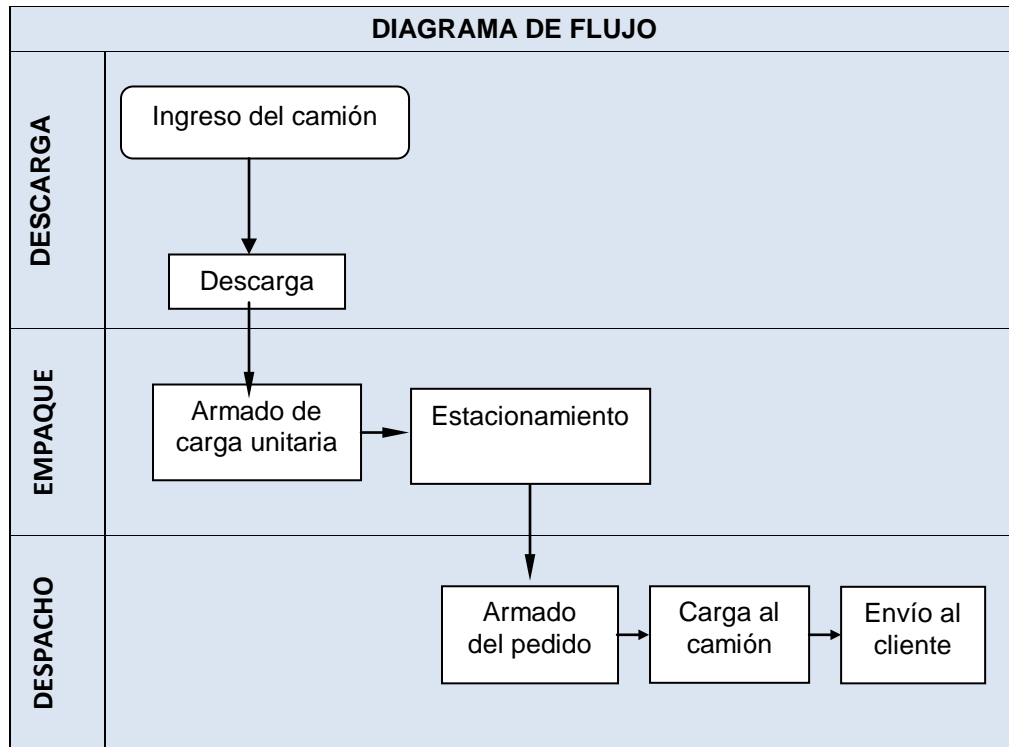 DIAGRAMA DE FLUJO
DESCARGA
Ingreso del camión
Descarga
EMPAQUE
Armado de
carga unitaria
Estacionamiento
DESPACHO
Armado
del pedido
Carga al
camión
Envío al
cliente